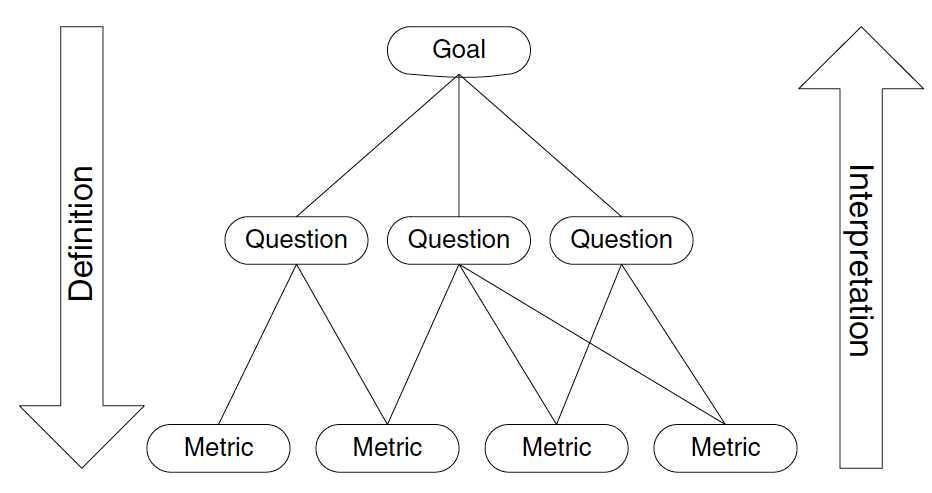 Goal
Definition
Interpretation
Question
Question
Question
Metric
Metric
Metric
Metric